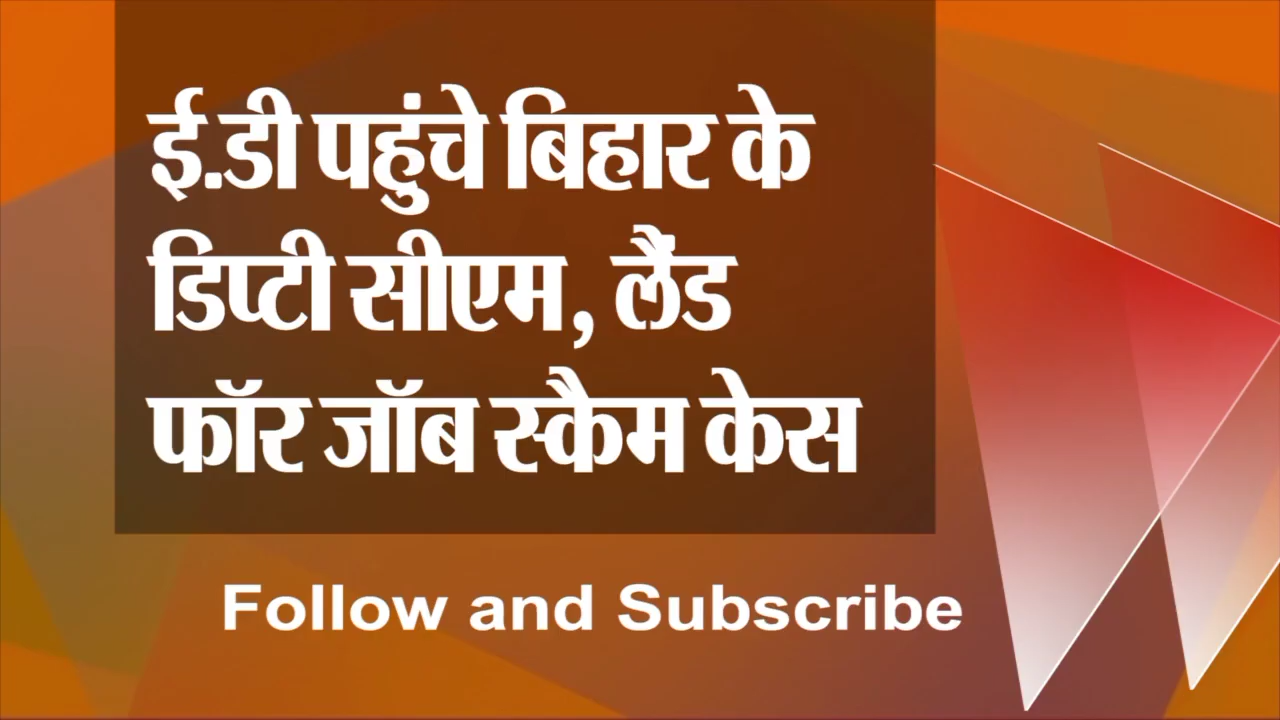 ई.डी पहुंचे बिहार के
डिप्टी सीएम, लैंड
फॉर जॉब स्कैम केस
Follow and Subscribe